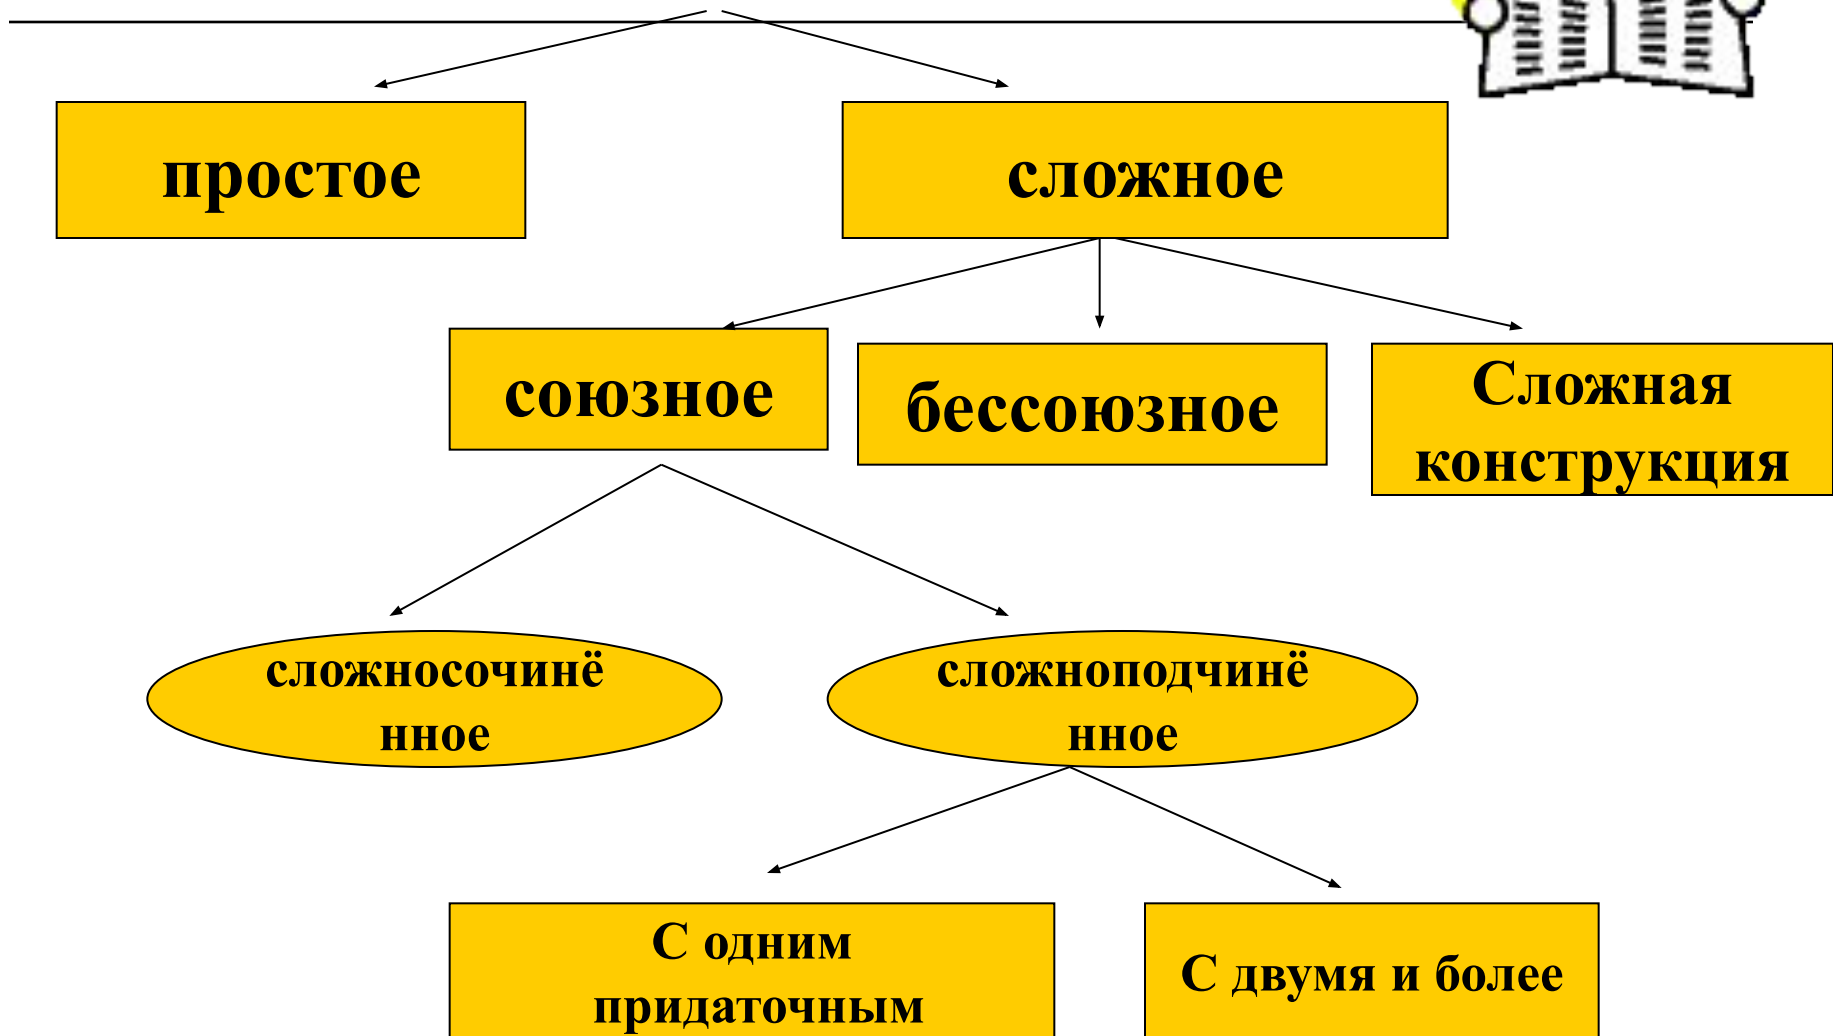 простое
сложное
союзное
бессоюзное
Сложная
конструкция
сложносочинё
нное
сложноподчинё
нное
С одним
придаточным
С двумя и более